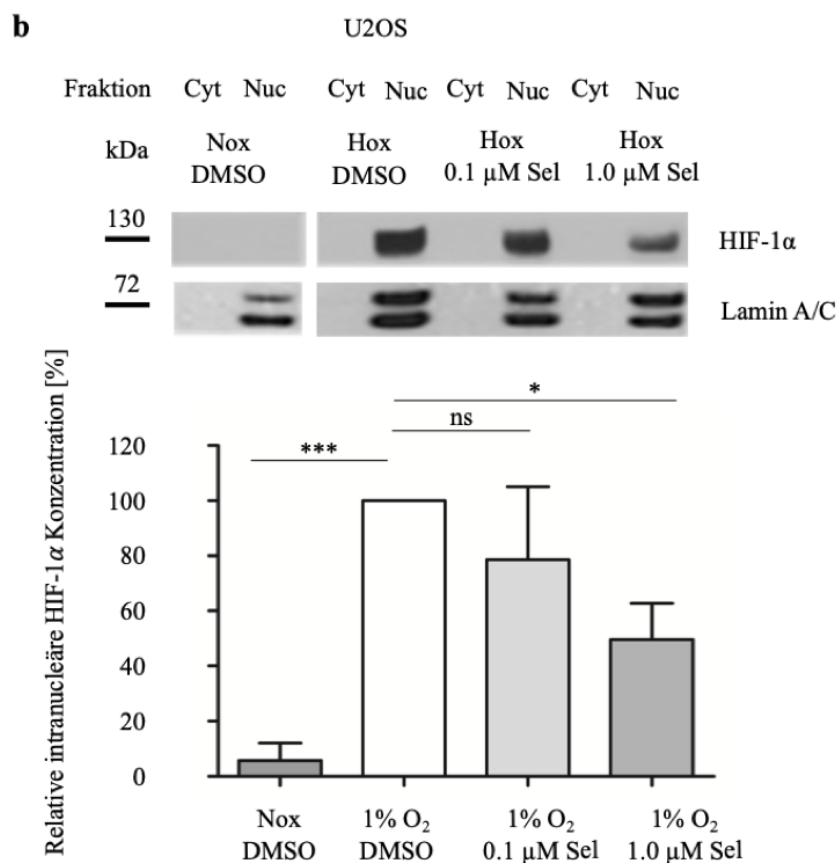 b
U2OS
Fraktion Cyt Nuc Cyt Nuc Cyt Nuc Cyt Nuc
kDa
Nox Hox Hox Hox
DMSO DMSO 0.1 µM Sel 1.0 µM Sel
130
HIF-1α
72
Lamin A/C
Relative intranucleäre HIF-1α Konzentration [%]
*
ns
***
120
100
80
60
40
20
0
Nox 1% O₂ 1% O₂ 1% O₂
DMSO DMSO 0.1 µM Sel 1.0 µM Sel